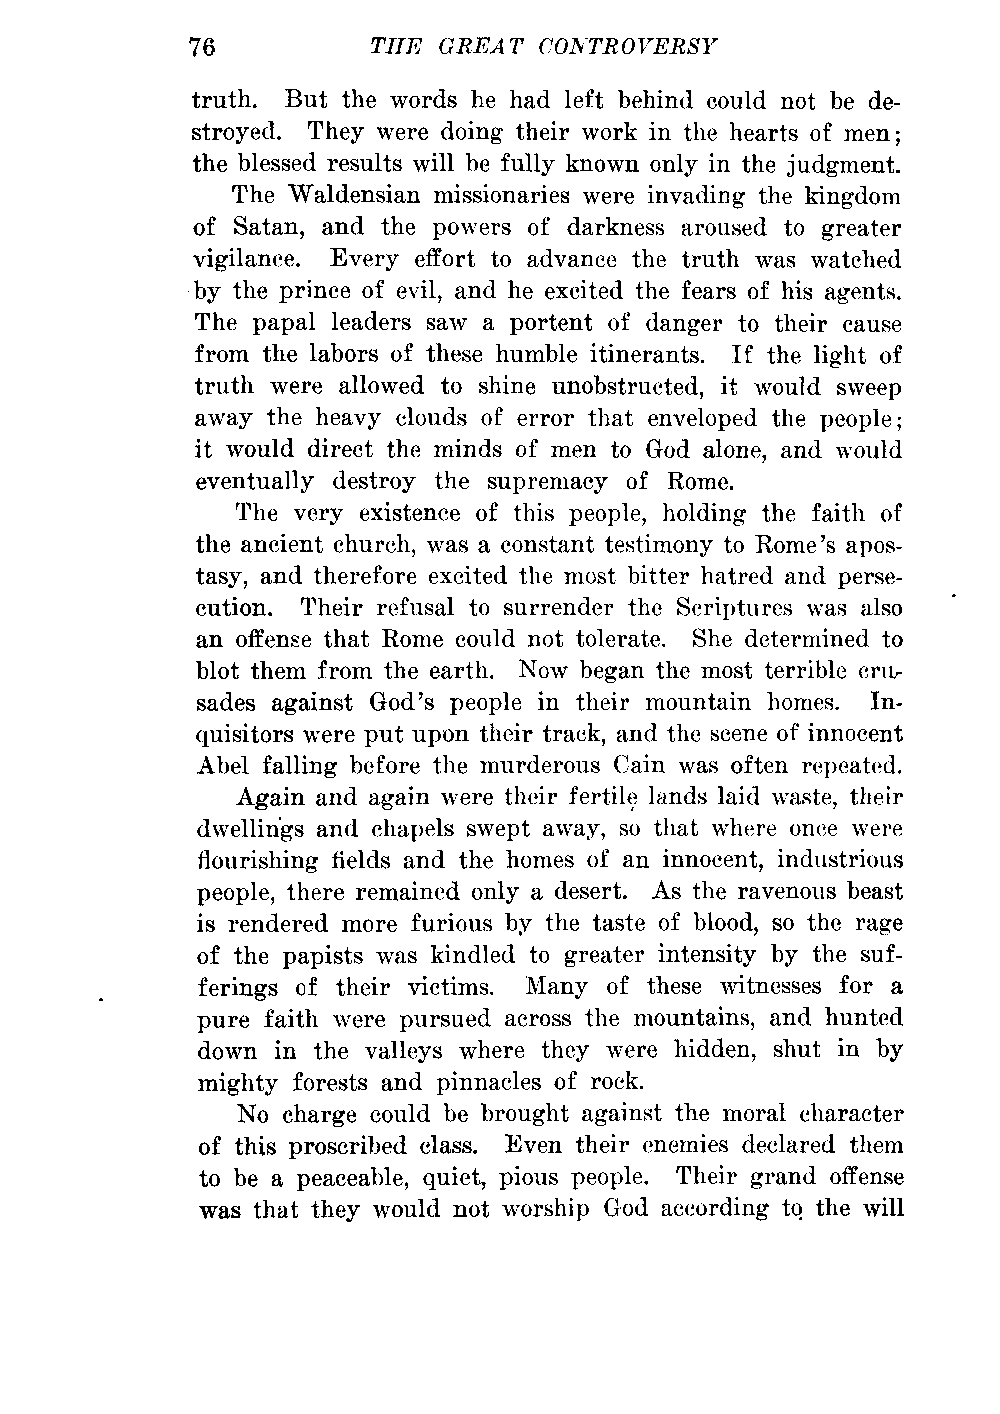 76 THE GREAT CONTROVERSY
truth. But the words he had left behind could not be de-
stroyed. They were doing their work in the hearts of men;
the blessed results will be fully known only in the judgment.
The Waldensian missionaries were invading the kingdom
of Satan, and the powers of darkness aroused to greater
vigilance. Every effort to advance the truth was watched
by the prince of evil, and he excited the fears of his agents.
The papal leaders saw a portent of danger to their cause
from the labors of these humble itinerants. If the light of
truth were allowed to shine unobstructed, it would sweep
away the heavy clouds of error that enveloped the people;
it would direct the minds of men to God alone, and would
eventually destroy the supremacy of Rome.
The very existence of this people, holding the faith of
the ancient church, was a constant testimony to Rome's apos-
tasy, and therefore excited the most bitter hatred and perse-
cution. Their refusal to surrender the Scriptures was also
an offense that Rome could not tolerate. She determined to
blot them from the earth. Now began the most terrible cru-
sades against God's people in their mountain homes. In-
quisitors were put upon their track, and the scene of innocent
Abel falling before the murderous Cain was often repeated.
Again and again were their fertile lands laid waste, their
dwellings and chapels swept away, so that where once were
flourishing fields and the homes of an innocent, industrious
people, there remained only a desert. As the ravenous beast
is rendered more furious by the taste of blood, so the rage
of the papists was kindled to greater intensity by the suf-
ferings of their victims. Many of these witnesses for a
pure faith were pursued across the mountains, and hunted
down in the valleys where they were hidden, shut in by
mighty forests and pinnacles of rock.
No charge could be brought against the moral character
of this proscribed class. Even their enemies declared them
to be a peaceable, quiet, pious people. Their grand offense
was that they would not worship God according to the will